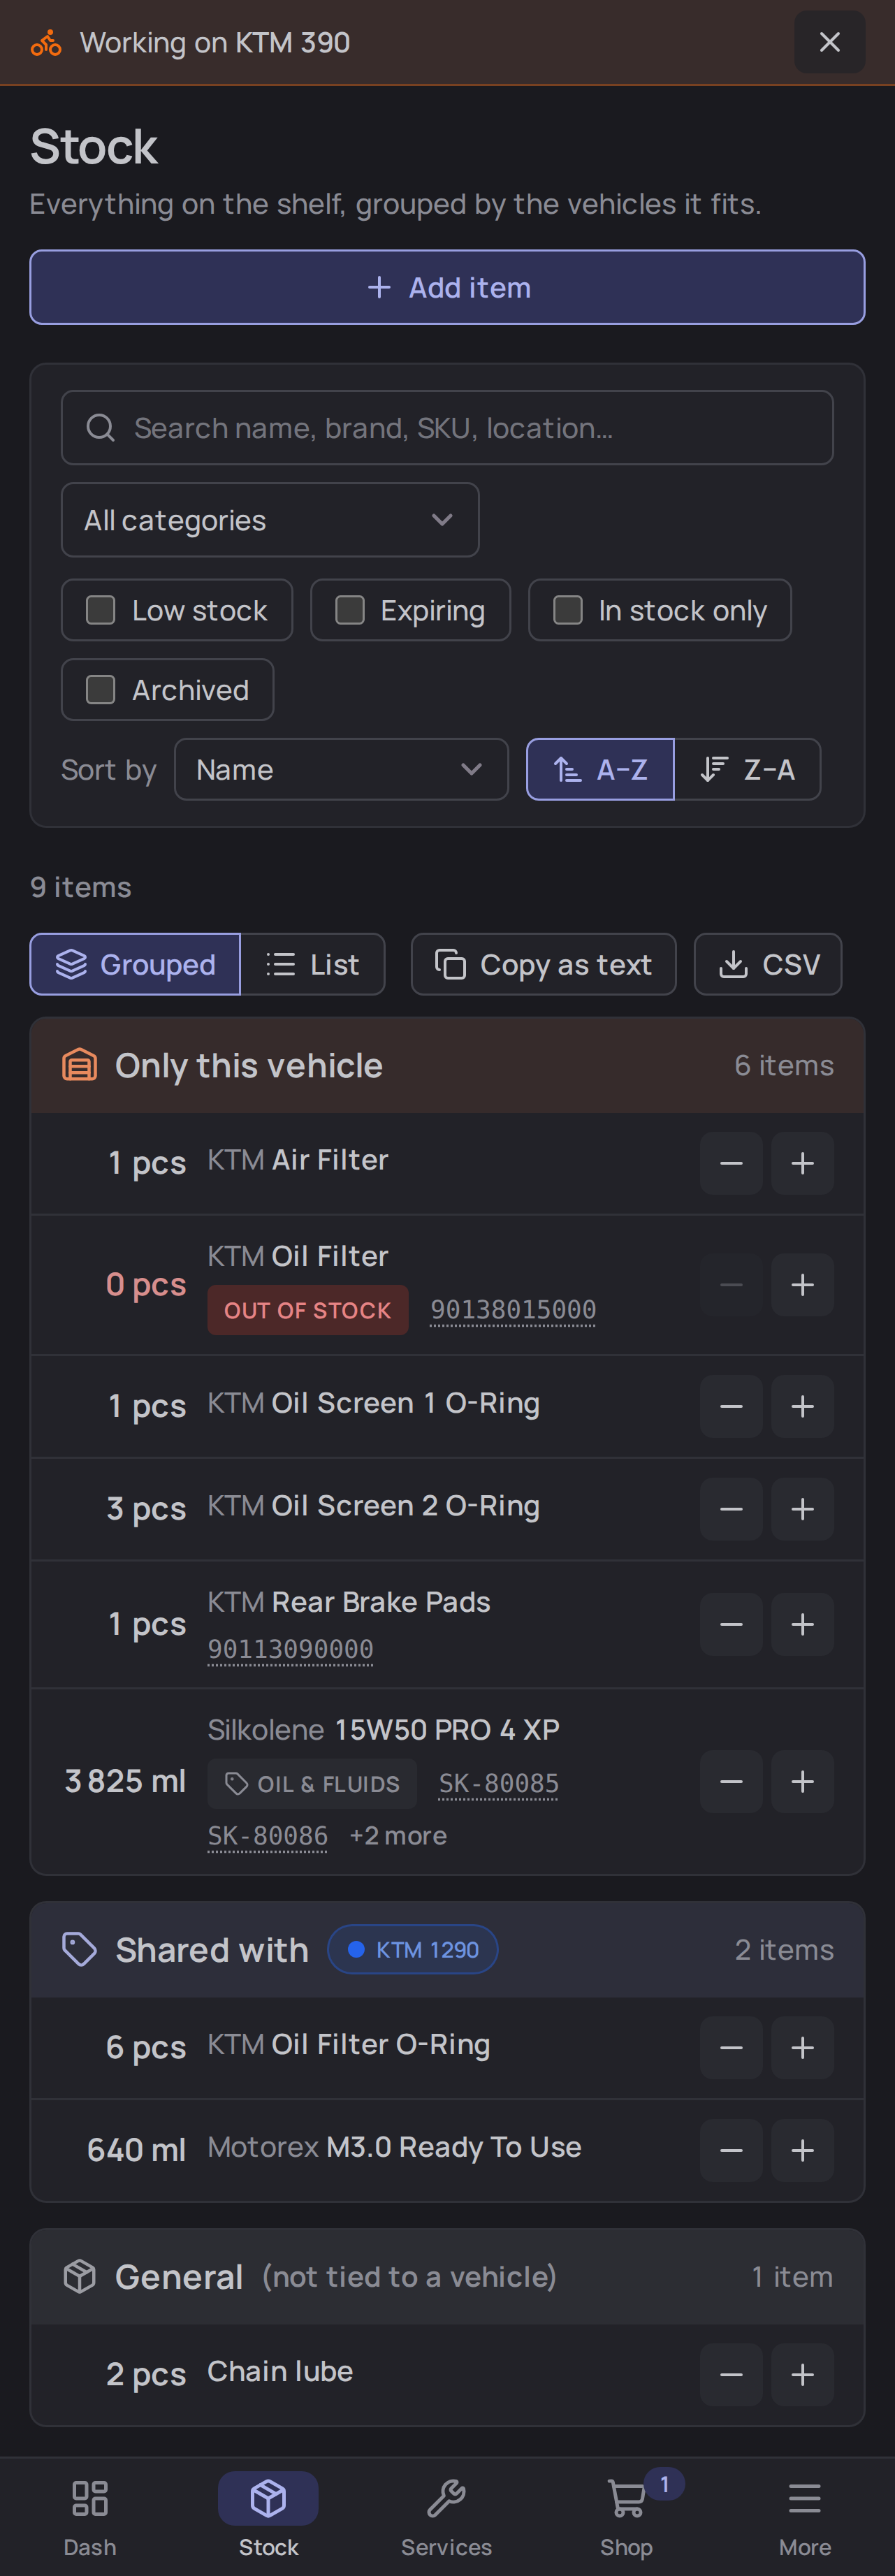 Working on KTM 390
Stock
Everything on the shelf, grouped by the vehicles it fits.
Add item
Search name, brand, SKU, location...
All categories
Low stock
Expiring
In stock only
Archived
Sort by
Name
A–Z
Z–A
9 items
Grouped
List
Copy as text
CSV
Only this vehicle
6 items
1 pcs
KTM Air Filter
0 pcs
KTM Oil Filter
OUT OF STOCK
90138015000
1 pcs
KTM Oil Screen 1 O-Ring
3 pcs
KTM Oil Screen 2 O-Ring
1 pcs
KTM Rear Brake Pads
90113090000
3 825 ml
Silkolene 15W50 PRO 4 XP
OIL & FLUIDS
SK-80085
SK-80086
+2 more
Shared with
KTM 1290
2 items
6 pcs
KTM Oil Filter O-Ring
640 ml
Motorex M3.0 Ready To Use
General (not tied to a vehicle)
1 item
2 pcs
Chain lube
Dash
Stock
Services
1
Shop
More